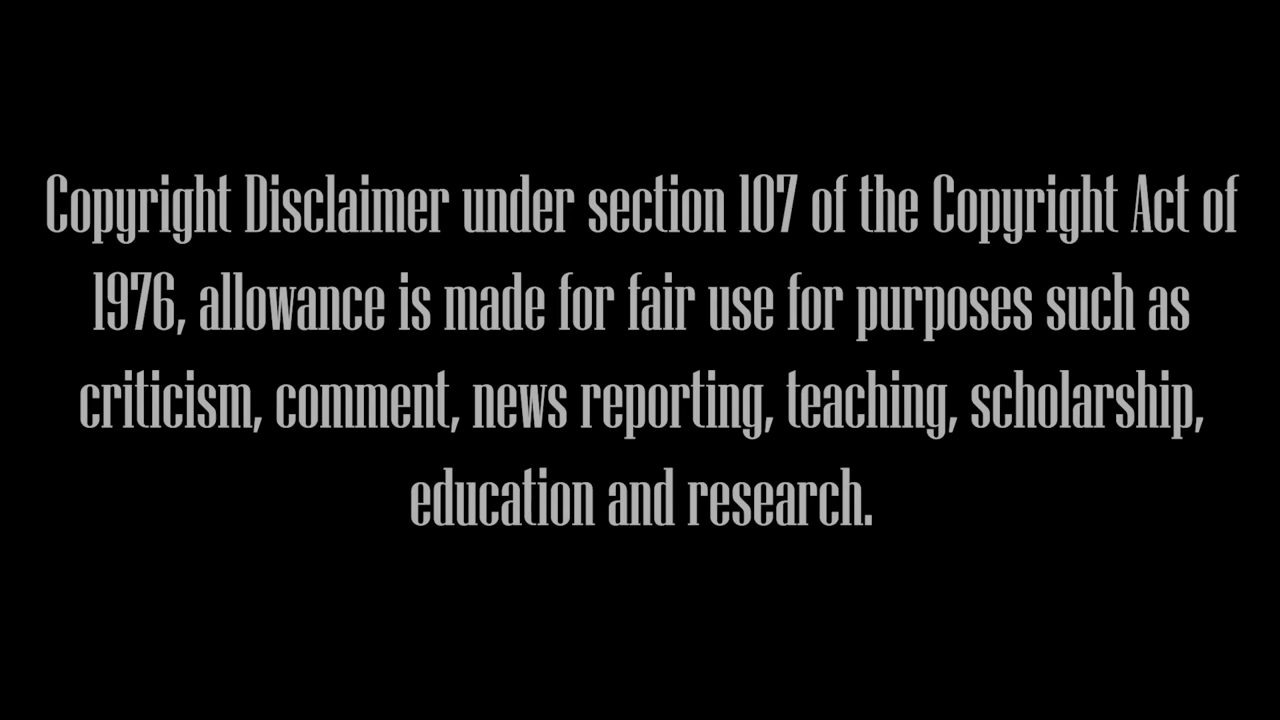 Copyright Disclaimer under section 107 of the Copyright Act of
1976, allowance is made for fair use for purposes such as
criticism, comment, news reporting, teaching, scholarship,
education and research.